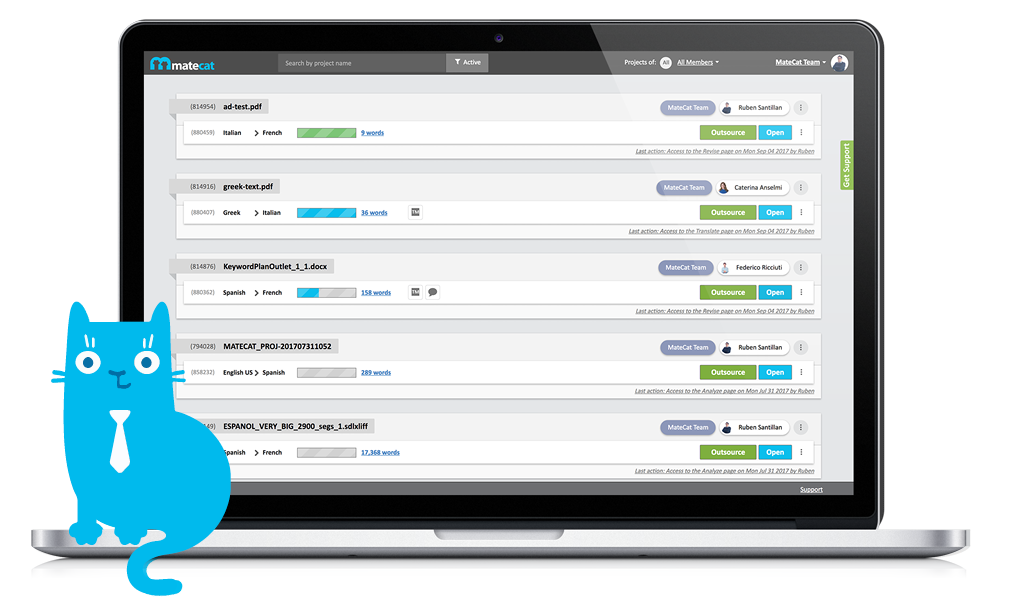 matecat Search by project name Active Projects of: All All Members MateCat Team
(814954) ad-test.pdf MateCat Team Ruben Santillan
(880459) Italian > French 9 words Outsource Open
Last action: Access to the Revise page on Mon Sep 04 2017 by Ruben
Get Support
(814916) greek-text.pdf MateCat Team Caterina Anselmi
(880407) Greek > Italian 36 words TM Outsource Open
Last action: Access to the Translate page on Mon Sep 04 2017 by Ruben
(814876) KeywordPlanOutlet_1_1.docx MateCat Team Federico Ricciuti
(880362) Spanish > French 158 words TM Outsource Open
Last action: Access to the Revise page on Mon Sep 04 2017 by Ruben
(794028) MATECAT_PROJ-201707311052 MateCat Team Ruben Santillan
(858232) English US > Spanish 289 words Outsource Open
Last action: Access to the Analyze page on Mon Jul 31 2017 by Ruben
49) ESPANOL_VERY_BIG_2900_segs_1.sdlxliff MateCat Team Ruben Santillan
Spanish > French 17,368 words Outsource Open
Last action: Access to the Analyze page on Mon Jul 31 2017 by Ruben
Support